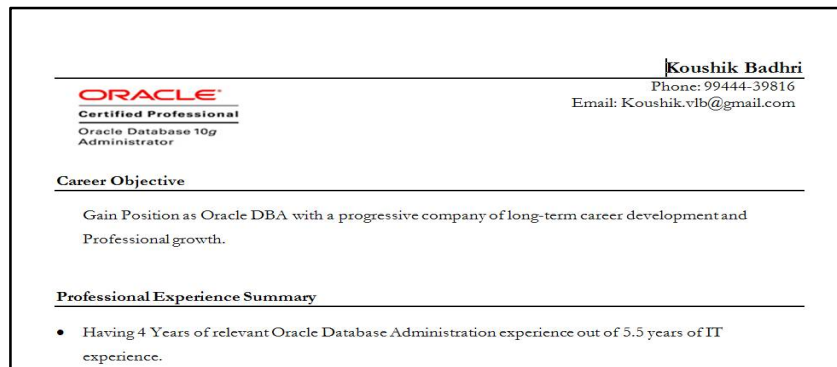 Koushik Badhri
Phone: 99444-39816
Email: Koushik.vlb@gmail.com
ORACLE
Certified Professional
Oracle Database 10g
Administrator
Career Objective
Gain Position as Oracle DBA with a progressive company of long-term career development and
Professional growth.
Professional Experience Summary
• Having 4 Years of relevant Oracle Database Administration experience out of 5.5 years of IT
experience.